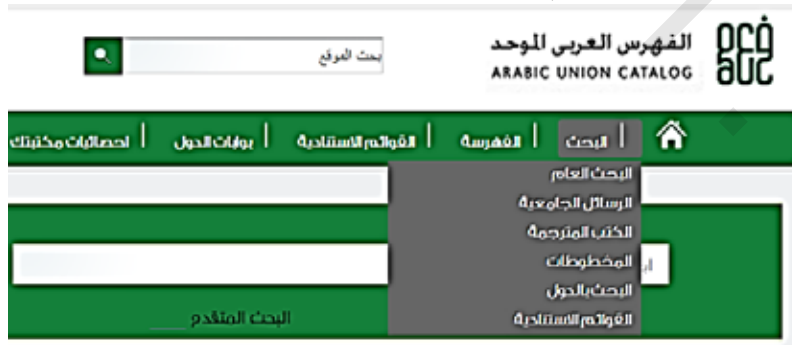 الفهرس العربي الموحد
ARABIC UNION CATALOG
بحث الموقع
البحث | الفهرسة | القوائم الاستنادية | بوابات الدول | احصائيات مكتبتك
البحث العام
الرسائل الجامعية
الكتب المترجمة
المخطوطات
البحث بالدول
القوائم الاستنادية
البحث المتقدم